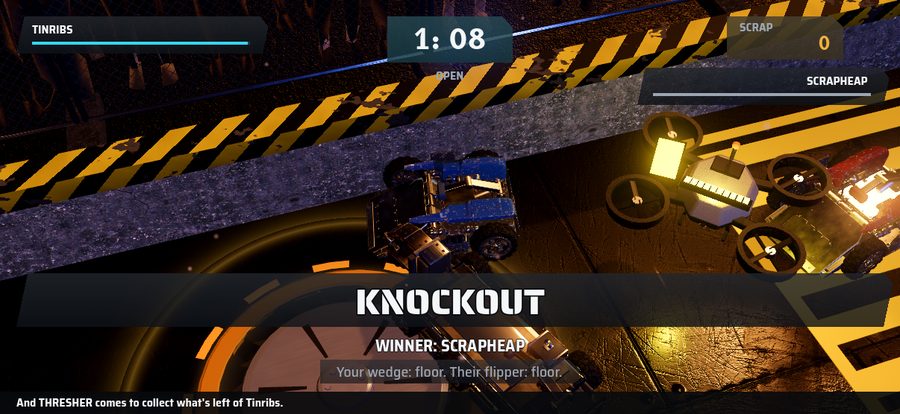 TINRIBS
1: 08
OPEN
SCRAP
0
SCRAPHEAP
KNOCKOUT
WINNER: SCRAPHEAP
Your wedge: floor. Their flipper: floor.
And THRESHER comes to collect what's left of Tinribs.